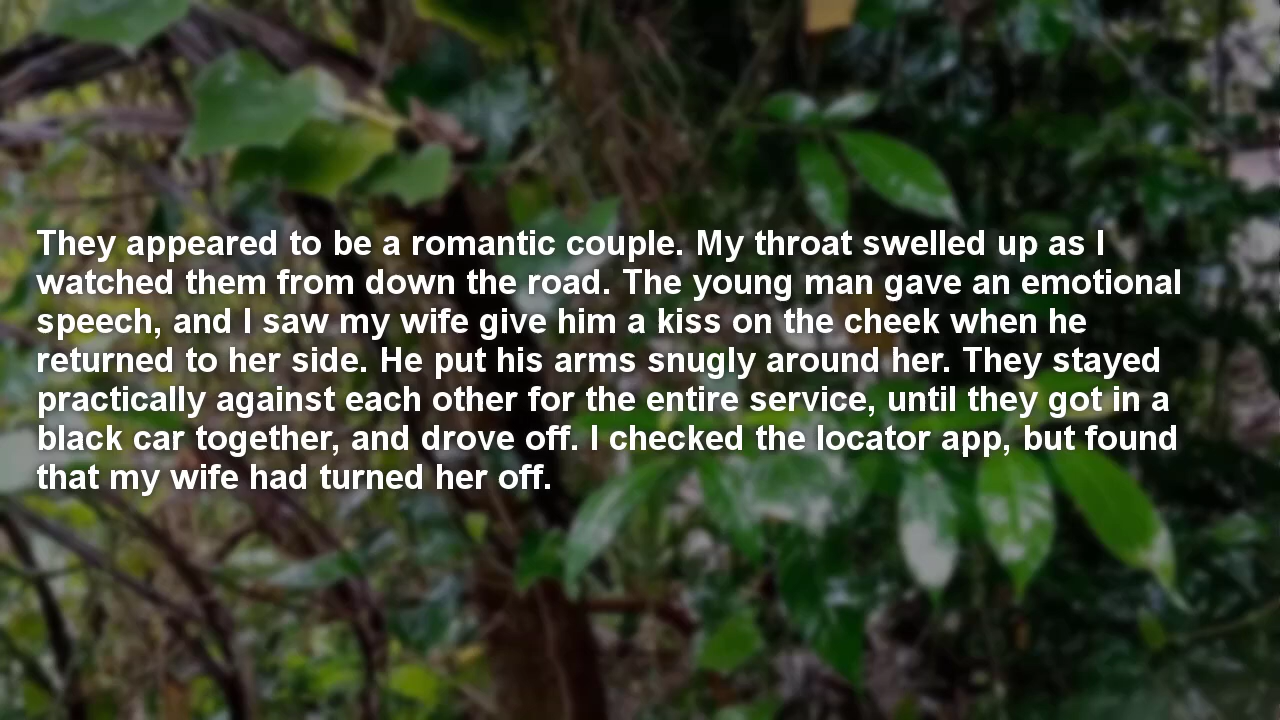 They appeared to be a romantic couple. My throat swelled up as I
watched them from down the road. The young man gave an emotional
speech, and I saw my wife give him a kiss on the cheek when he
returned to her side. He put his arms snugly around her. They stayed
practically against each other for the entire service, until they got in a
black car together, and drove off. I checked the locator app, but found
that my wife had turned her off.